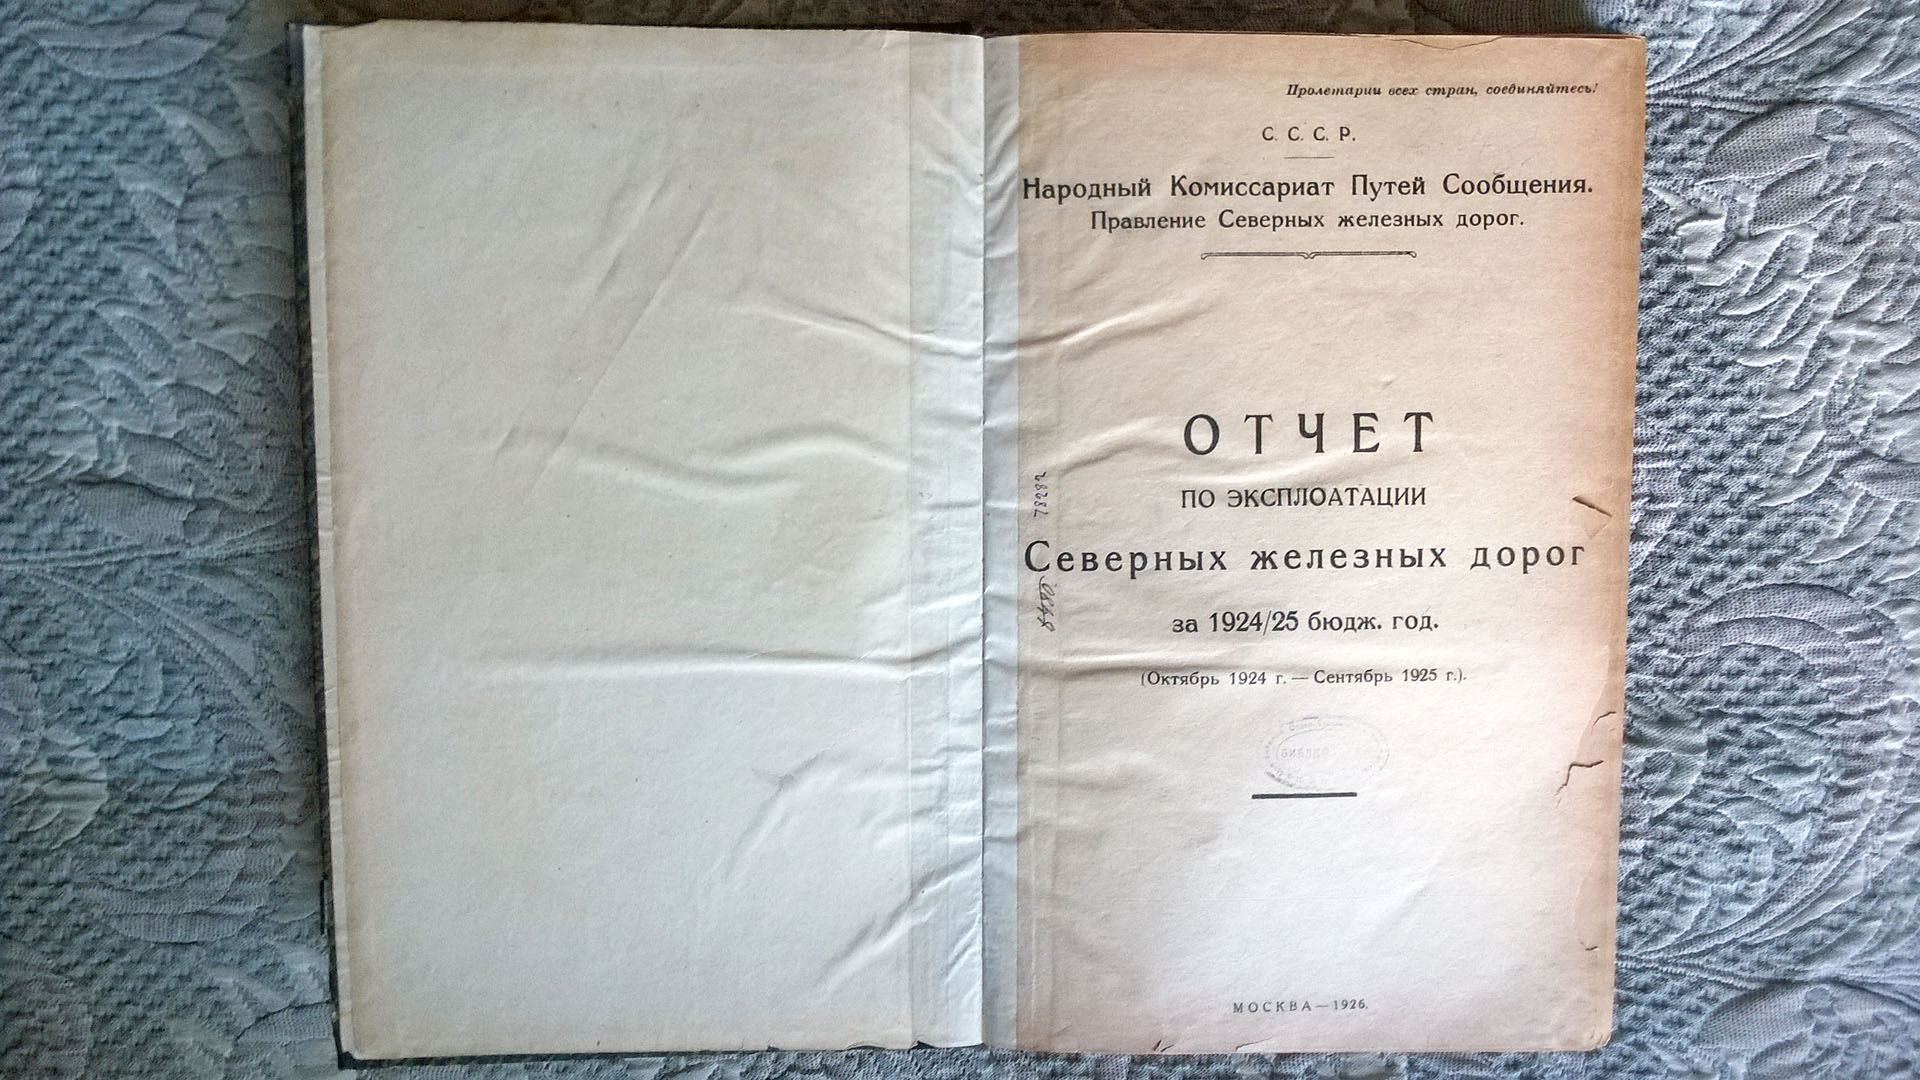 Пролетарии всех стран, соединяйтесь!
С. С. С. Р.
Народный Комиссариат Путей Сообщения.
Правление Северных железных дорог.
ОТЧЕТ
ПО ЭКСПЛОАТАЦИИ
Северных железных дорог
за 1924/25 бюдж. год.
(Октябрь 1924 г. — Сентябрь 1925 г.).
МОСКВА — 1926.
78282